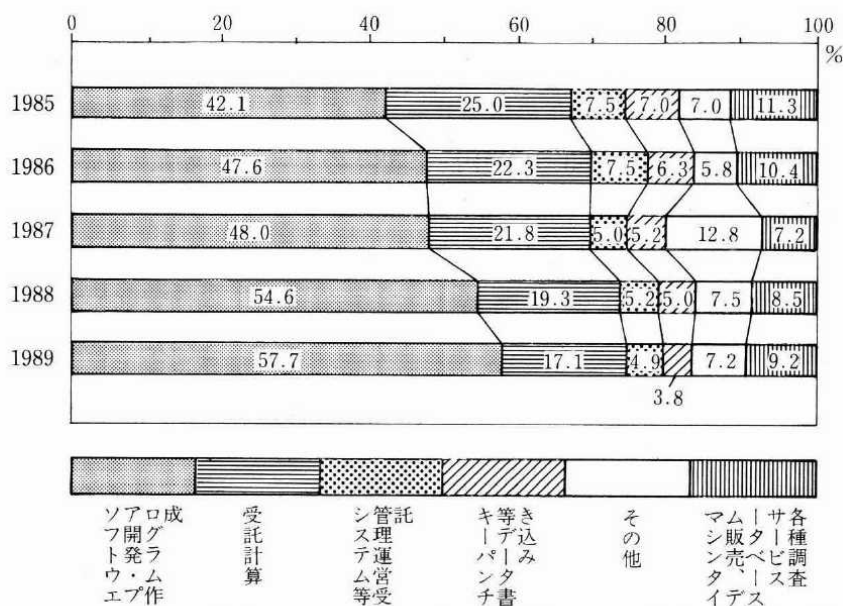 0 20 40 60 80 100
%
1985 42.1 25.0 7.5 7.0 7.0 11.3
1986 47.6 22.3 7.5 6.3 5.8 10.4
1987 48.0 21.8 5.0 5.2 12.8 7.2
1988 54.6 19.3 5.2 5.0 7.5 8.5
1989 57.7 17.1 4.9 7.2 9.2
3.8
ソフトウエ
ア開発・プ
ログラム作
成
受託計算
システム等
管理運営受
託
キーパンチ
等データ書
き込み
その他
マシンタイ
ム販売、デ
ータベース
サービス
各種調査